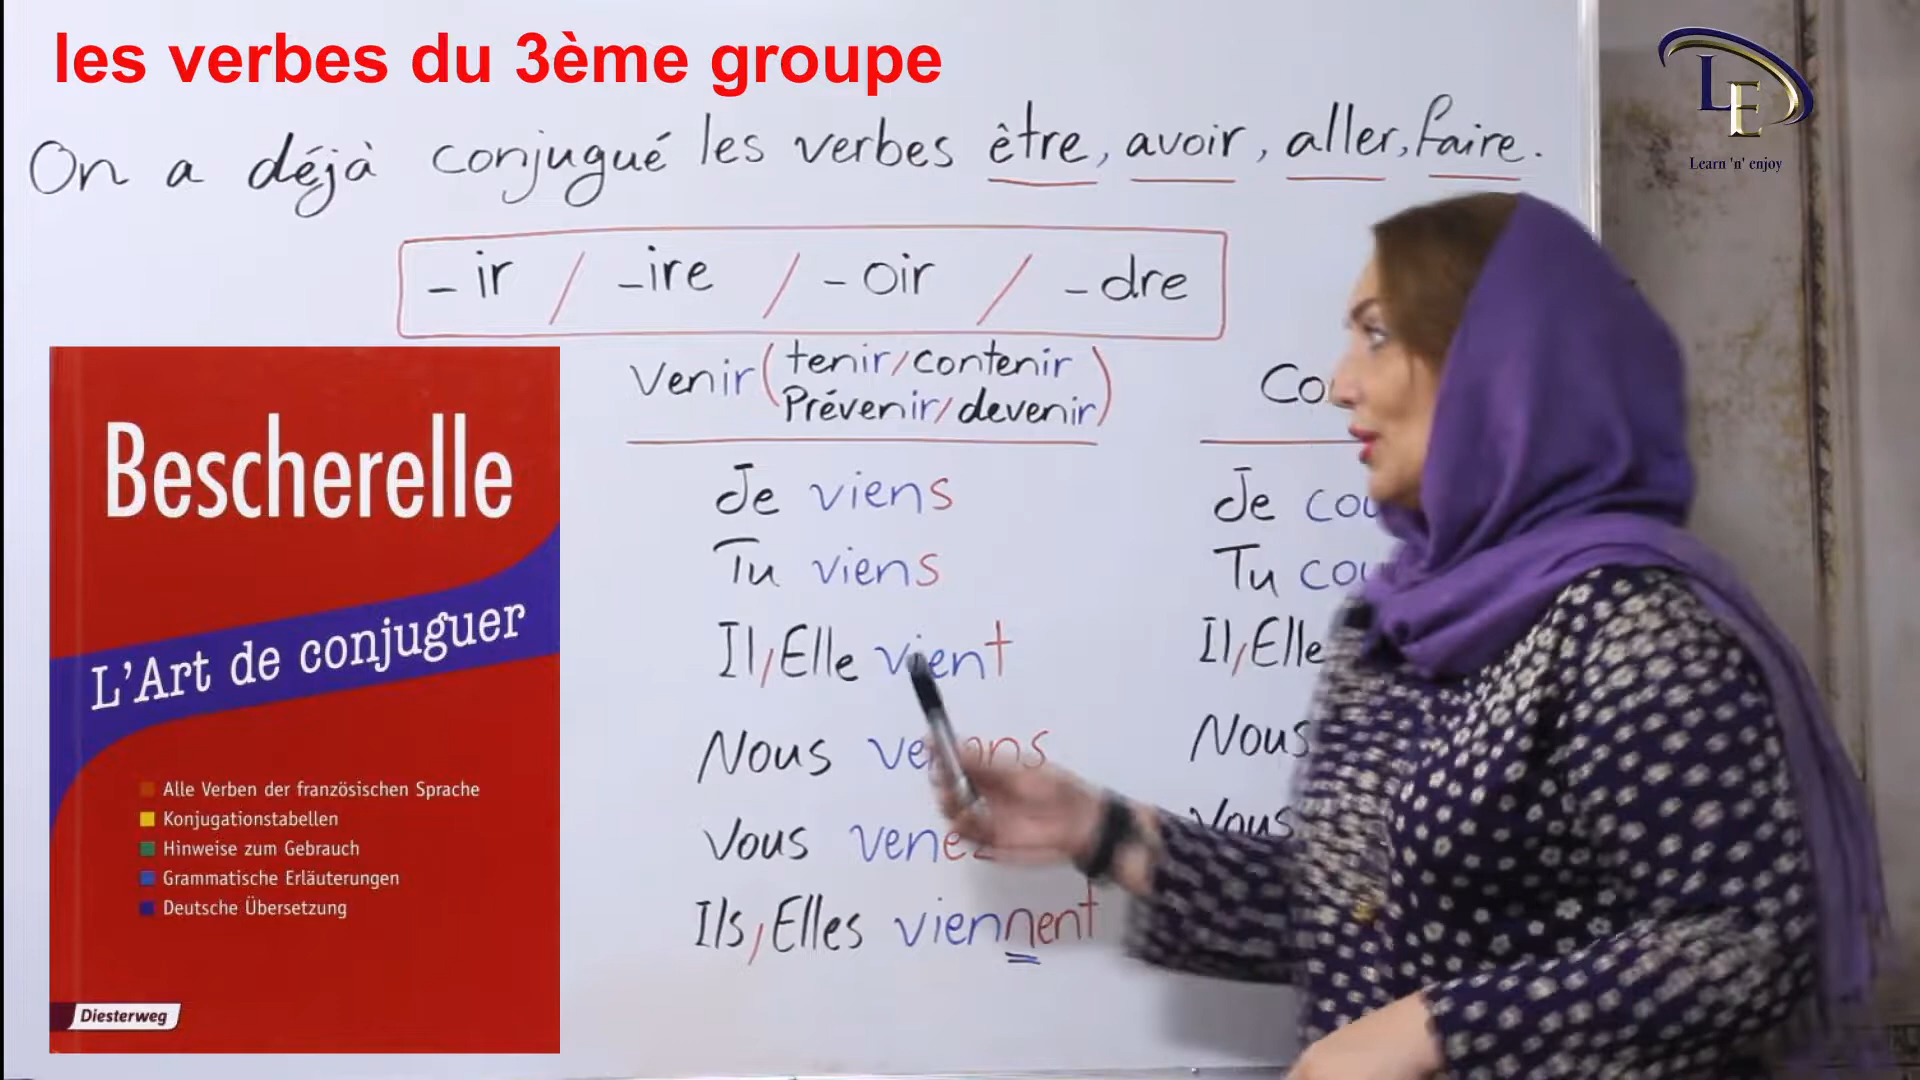 les verbes du 3ème groupe
LE
Learn 'n' enjoy
On a déjà conjugué les verbes être, avoir, aller, faire.
-ir / -ire / -oir / -dre
Venir (tenir/contenir
Prévenir/devenir)
Je viens
Tu viens
Il,Elle vient
Nous venons
Vous venez
Ils,Elles viennent
Je
Tu
Il,Elle
Nous
Vous
Bescherelle
L'Art de conjuguer
Alle Verben der französischen Sprache
Konjugationstabellen
Hinweise zum Gebrauch
Grammatische Erläuterungen
Deutsche Übersetzung
Diesterweg